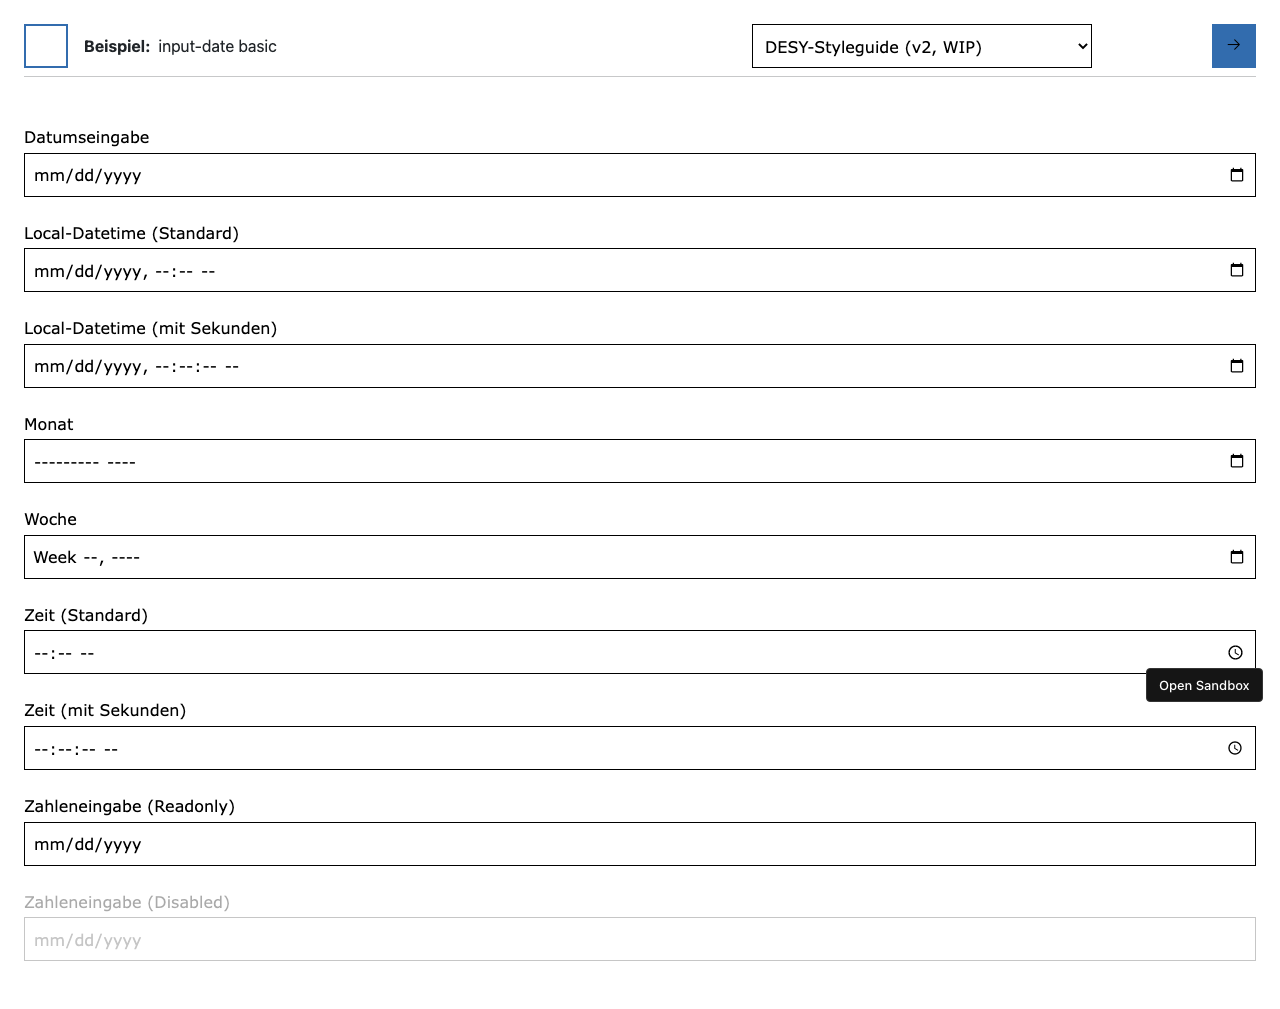 Beispiel: input-date basic
DESY-Styleguide (v2, WIP)
Datumseingabe
mm/dd/yyyy
Local-Datetime (Standard)
mm/dd/yyyy, --:-- --
Local-Datetime (mit Sekunden)
mm/dd/yyyy, --:--:-- --
Monat
--------- ----
Woche
Week --, ----
Zeit (Standard)
--:-- --
Open Sandbox
Zeit (mit Sekunden)
--:--:-- --
Zahleneingabe (Readonly)
mm/dd/yyyy
Zahleneingabe (Disabled)
mm/dd/yyyy